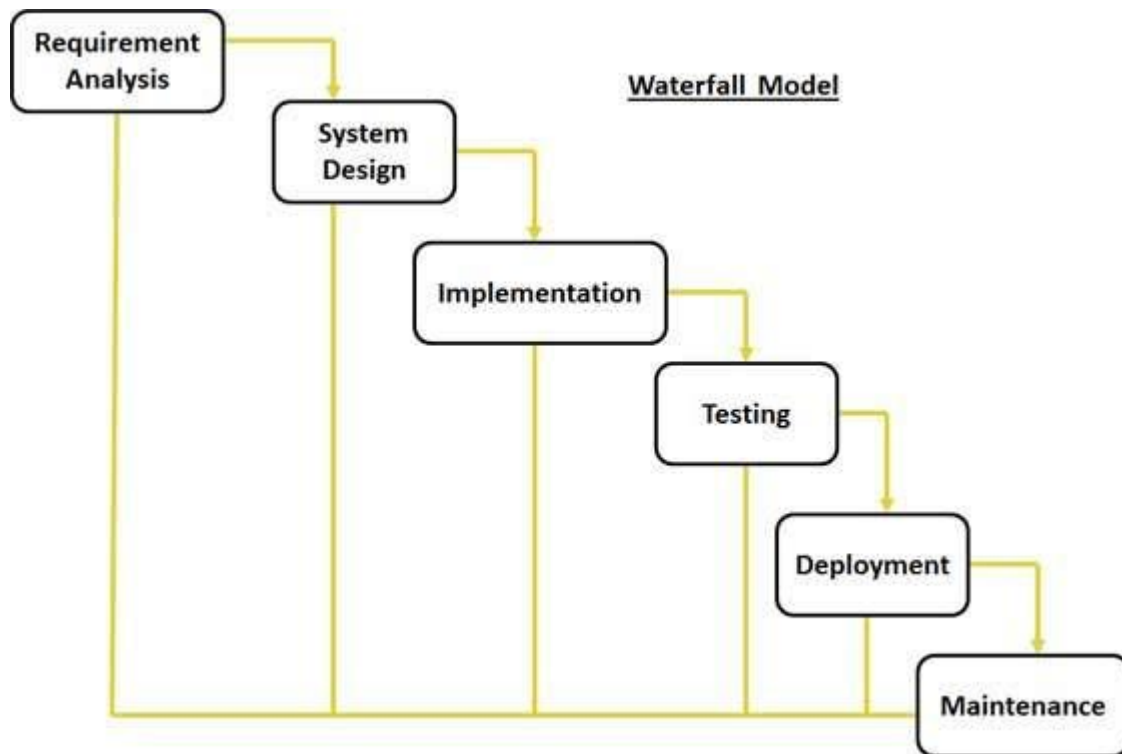 Requirement
Analysis
Waterfall Model
System
Design
Implementation
Testing
Deployment
Maintenance